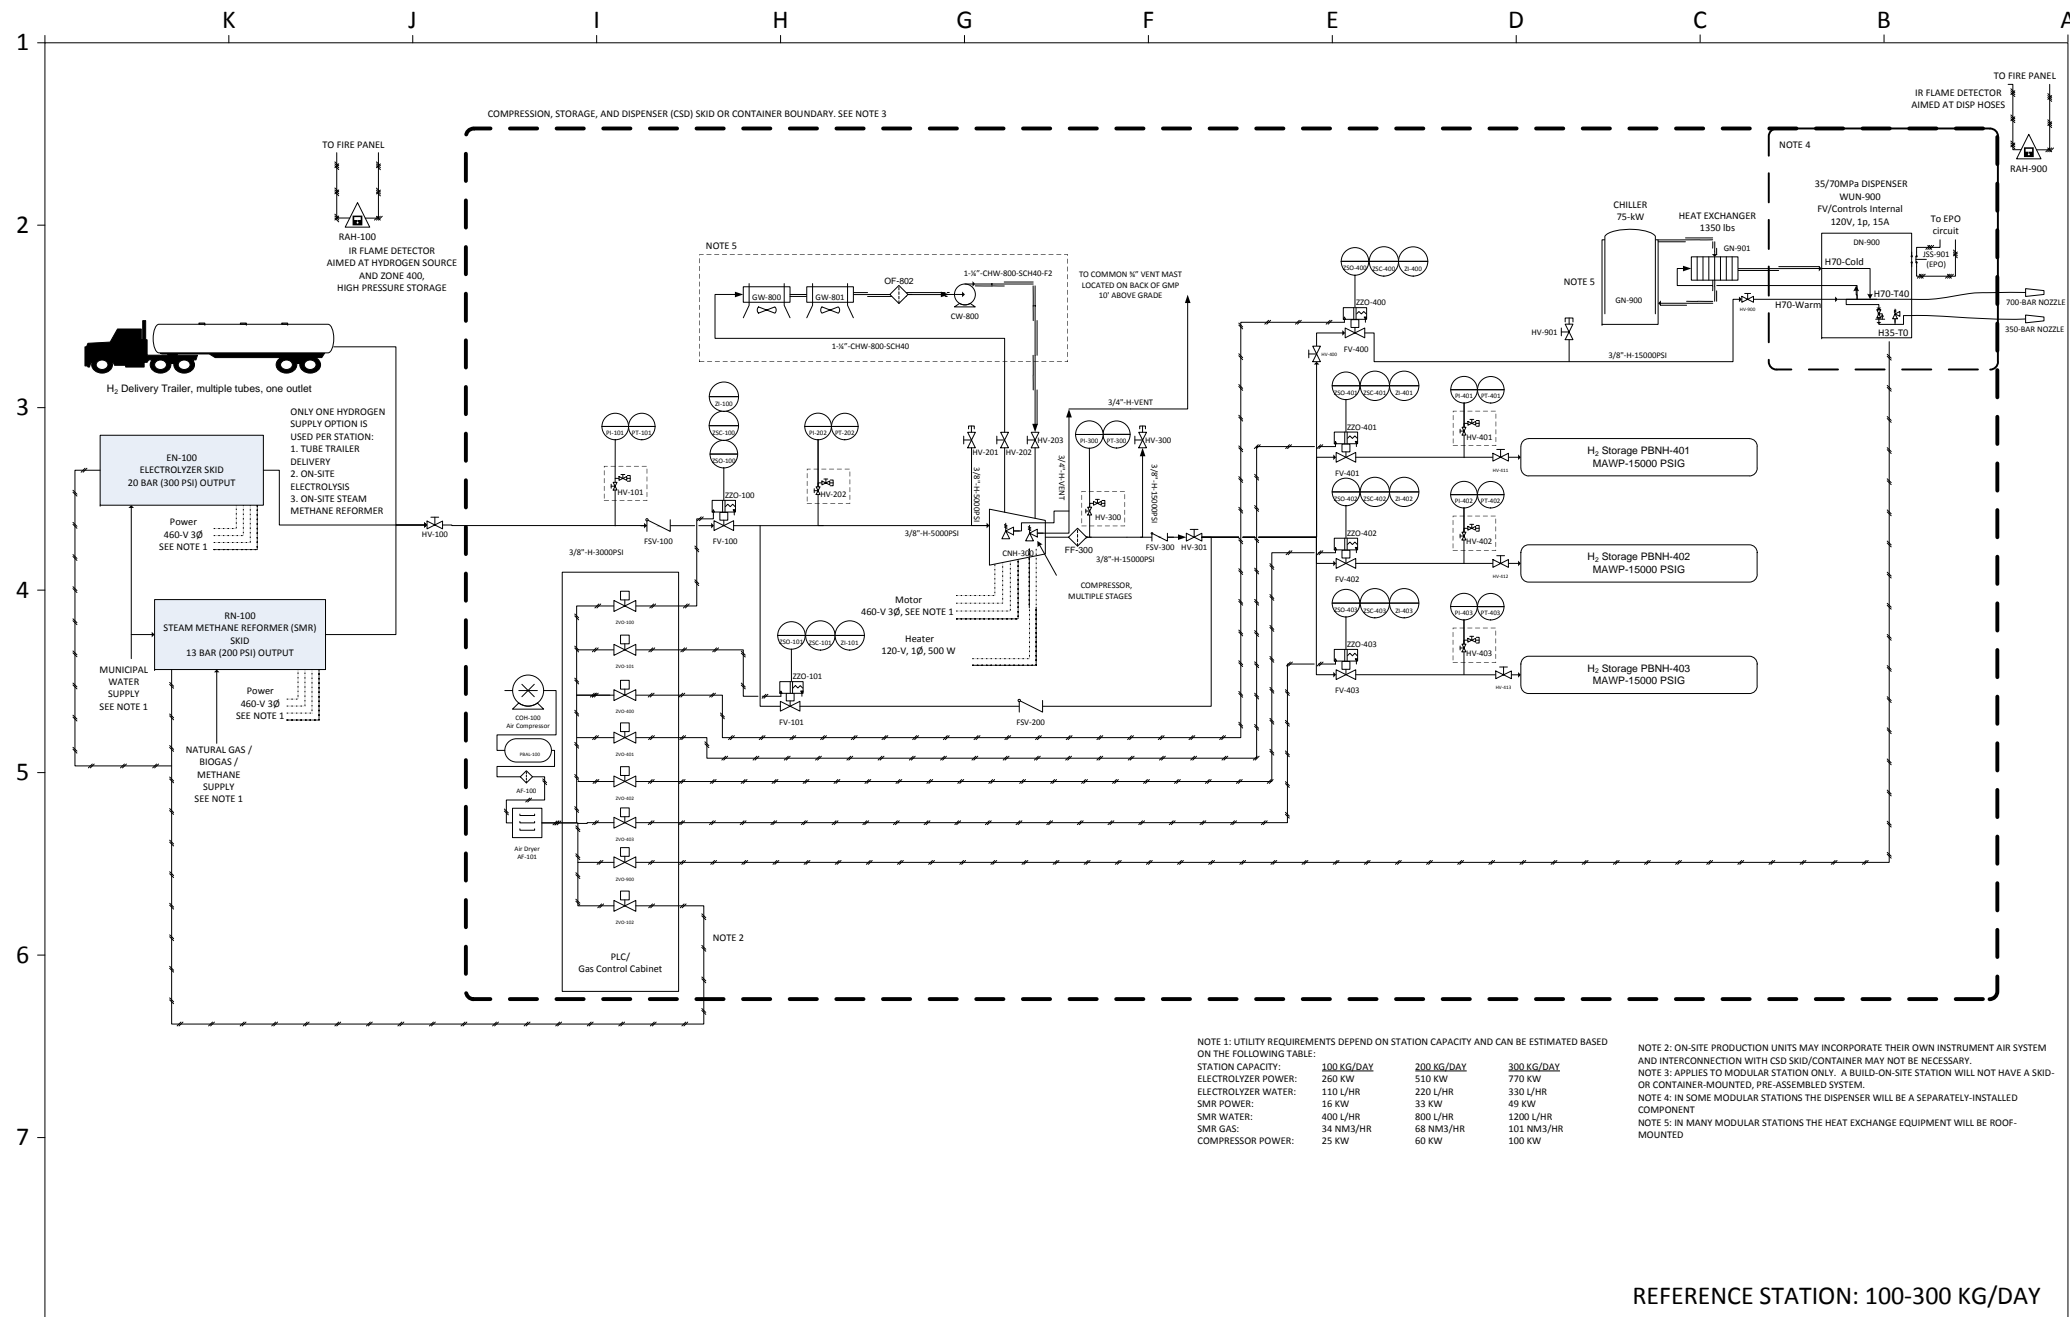 K J I H G F E D C B A
1
2
3
4
5
6
7
COMPRESSION, STORAGE, AND DISPENSER (CSD) SKID OR CONTAINER BOUNDARY. SEE NOTE 3
TO FIRE PANEL
RAH-100
IR FLAME DETECTOR
AIMED AT HYDROGEN SOURCE
AND ZONE 400,
HIGH PRESSURE STORAGE
H2 Delivery Trailer, multiple tubes, one outlet
ONLY ONE HYDROGEN
SUPPLY OPTION IS
USED PER STATION:
1. TUBE TRAILER
DELIVERY
2. ON-SITE
ELECTROLYSIS
3. ON-SITE STEAM
METHANE REFORMER
EN-100
ELECTROLYZER SKID
20 BAR (300 PSI) OUTPUT
Power
460-V 3Ø
SEE NOTE 1
RN-100
STEAM METHANE REFORMER (SMR)
SKID
13 BAR (200 PSI) OUTPUT
MUNICIPAL
WATER
SUPPLY
SEE NOTE 1
Power
460-V 3Ø
SEE NOTE 1
NATURAL GAS /
BIOGAS /
METHANE
SUPPLY
SEE NOTE 1
HV-100
PI-101
PT-101
HV-101
FSV-100
3/8"-H-3000PSI
ZI-100
ZSC-100
ZSO-100
ZZO-100
FV-100
PI-202
PT-202
HV-202
NOTE 5
GW-800
GW-801
OF-802
CW-800
1-¼"-CHW-800-SCH40-F2
1-¼"-CHW-800-SCH40
TO COMMON ¾" VENT MAST
LOCATED ON BACK OF GMP
10' ABOVE GRADE
3/4"-H-VENT
HV-201
HV-202
HV-203
3/8"-H-5000PSI
3/4"-H-VENT
3/8"-H-5000PSI
CNH-300
PI-300
PT-300
HV-300
HV-300
3/8"-H-15000PSI
FF-300
FSV-300
HV-301
3/8"-H-15000PSI
COMPRESSOR,
MULTIPLE STAGES
Motor
460-V 3Ø, SEE NOTE 1
Heater
120-V, 1Ø, 500 W
ZSO-101
ZSC-101
ZI-101
ZZO-101
FV-101
FSV-200
COH-100
Air Compressor
PBAL-100
AF-100
Air Dryer
AF-101
ZVO-100
ZVO-101
ZVO-400
ZVO-401
ZVO-402
ZVO-403
ZVO-900
ZVO-102
PLC/
Gas Control Cabinet
NOTE 2
ZSO-400
ZSC-400
ZI-400
ZZO-400
HV-400
FV-400
ZSO-401
ZSC-401
ZI-401
ZZO-401
FV-401
PI-401
PT-401
HV-401
HV-411
H2 Storage PBNH-401
MAWP-15000 PSIG
ZSO-402
ZSC-402
ZI-402
ZZO-402
FV-402
PI-402
PT-402
HV-402
HV-412
H2 Storage PBNH-402
MAWP-15000 PSIG
ZSO-403
ZSC-403
ZI-403
ZZO-403
FV-403
PI-403
PT-403
HV-403
HV-413
H2 Storage PBNH-403
MAWP-15000 PSIG
HV-901
3/8"-H-15000PSI
CHILLER
75-kW
NOTE 5
GN-900
HEAT EXCHANGER
1350 lbs
GN-901
HV-900
H70-Warm
NOTE 4
35/70MPa DISPENSER
WUN-900
FV/Controls Internal
120V, 1p, 15A
DN-900
H70-Cold
H70-T40
H35-T0
To EPO
circuit
JSS-901
(EPO)
TO FIRE PANEL
IR FLAME DETECTOR
AIMED AT DISP HOSES
RAH-900
700-BAR NOZZLE
350-BAR NOZZLE
NOTE 1: UTILITY REQUIREMENTS DEPEND ON STATION CAPACITY AND CAN BE ESTIMATED BASED
ON THE FOLLOWING TABLE:
STATION CAPACITY: 100 KG/DAY 200 KG/DAY 300 KG/DAY
ELECTROLYZER POWER: 260 KW 510 KW 770 KW
ELECTROLYZER WATER: 110 L/HR 220 L/HR 330 L/HR
SMR POWER: 16 KW 33 KW 49 KW
SMR WATER: 400 L/HR 800 L/HR 1200 L/HR
SMR GAS: 34 NM3/HR 68 NM3/HR 101 NM3/HR
COMPRESSOR POWER: 25 KW 60 KW 100 KW
NOTE 2: ON-SITE PRODUCTION UNITS MAY INCORPORATE THEIR OWN INSTRUMENT AIR SYSTEM
AND INTERCONNECTION WITH CSD SKID/CONTAINER MAY NOT BE NECESSARY.
NOTE 3: APPLIES TO MODULAR STATION ONLY. A BUILD-ON-SITE STATION WILL NOT HAVE A SKID-
OR CONTAINER-MOUNTED, PRE-ASSEMBLED SYSTEM.
NOTE 4: IN SOME MODULAR STATIONS THE DISPENSER WILL BE A SEPARATELY-INSTALLED
COMPONENT
NOTE 5: IN MANY MODULAR STATIONS THE HEAT EXCHANGE EQUIPMENT WILL BE ROOF-
MOUNTED
REFERENCE STATION: 100-300 KG/DAY